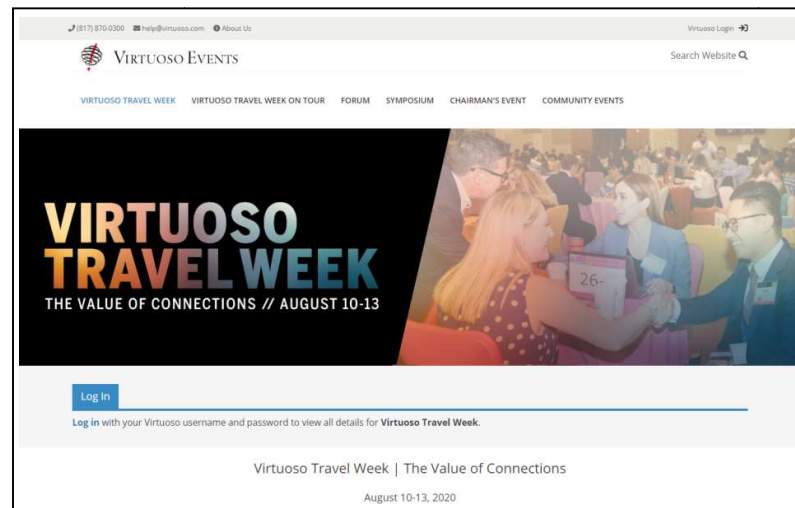 (817) 870-0300 help@virtuoso.com About Us Virtuoso Login
VIRTUOSO EVENTS Search Website
VIRTUOSO TRAVEL WEEK VIRTUOSO TRAVEL WEEK ON TOUR FORUM SYMPOSIUM CHAIRMAN'S EVENT COMMUNITY EVENTS
VIRTUOSO
TRAVEL WEEK
THE VALUE OF CONNECTIONS // AUGUST 10-13
26-
Log In
Log in with your Virtuoso username and password to view all details for Virtuoso Travel Week.
Virtuoso Travel Week | The Value of Connections
August 10-13, 2020